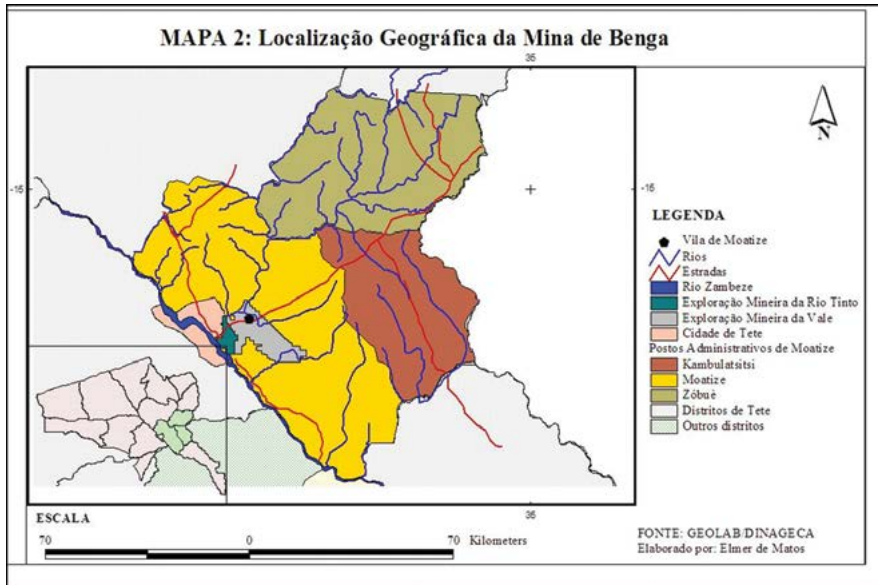 MAPA 2: Localização Geográfica da Mina de Benga
35
N
-15
-15
LEGENDA
Vila de Moatize
Rios
Estradas
Rio Zambeze
Exploração Mineira da Rio Tinto
Exploração Mineira da Vale
Cidade de Tete
Postos Administrativos de Moatize
Kambulatsitsi
Moatize
Zóbuè
Distritos de Tete
Outros distritos
35
ESCALA
70 0 70 Kilometers
FONTE: GEOLAB/DINAGECA
Elaborado por: Elmer de Matos